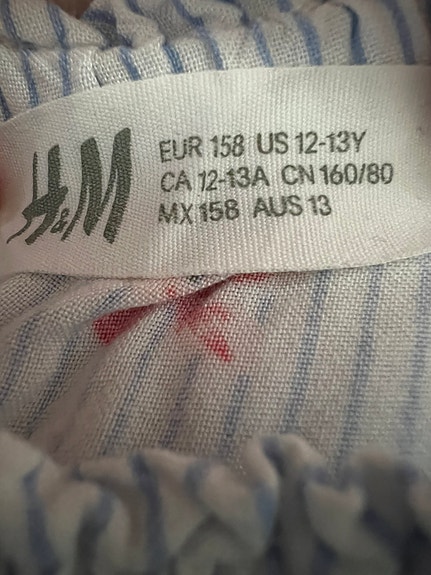 H&M
EUR 158 US 12-13Y
CA 12-13A CN 160/80
MX 158 AUS 13